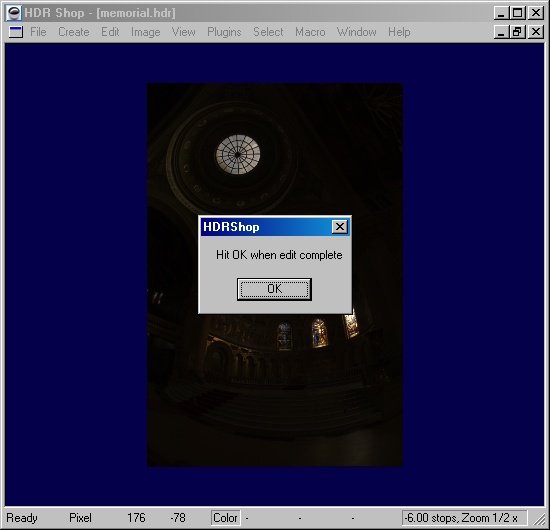 HDR Shop - [memorial.hdr]
File Create Edit Image View Plugins Select Macro Window Help
HDRShop
Hit OK when edit complete
OK
Ready Pixel 176 -78 Color - - - -6.00 stops, Zoom 1/2 x